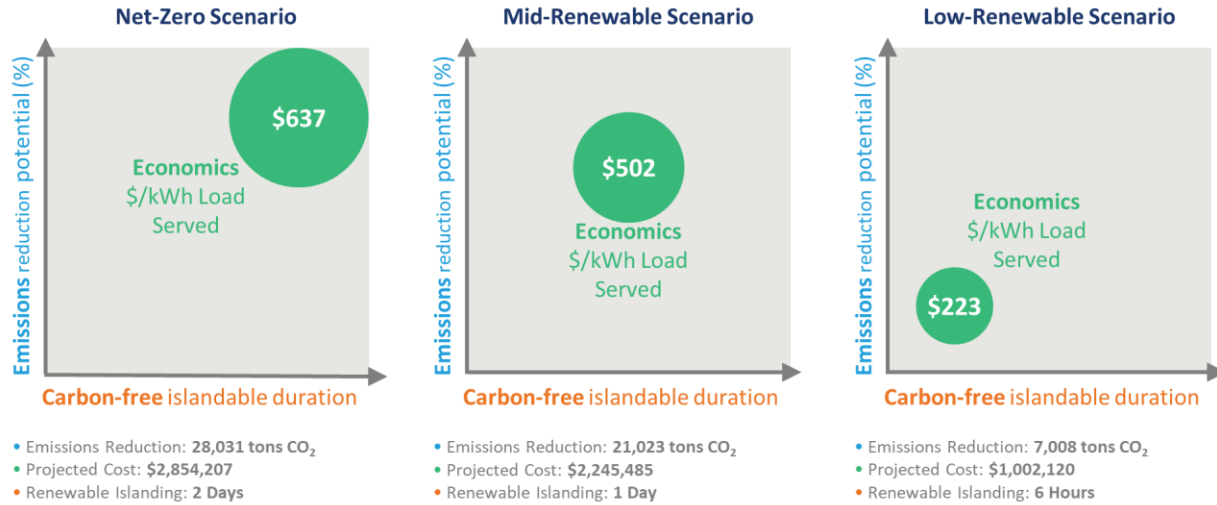 Net-Zero Scenario
Emissions reduction potential (%)
$637
Economics
$/kWh Load
Served
Carbon-free islandable duration
• Emissions Reduction: 28,031 tons CO₂
• Projected Cost: $2,854,207
• Renewable Islanding: 2 Days
Mid-Renewable Scenario
Emissions reduction potential (%)
$502
Economics
$/kWh Load
Served
Carbon-free islandable duration
• Emissions Reduction: 21,023 tons CO₂
• Projected Cost: $2,245,485
• Renewable Islanding: 1 Day
Low-Renewable Scenario
Emissions reduction potential (%)
Economics
$/kWh Load
Served
$223
Carbon-free islandable duration
• Emissions Reduction: 7,008 tons CO₂
• Projected Cost: $1,002,120
• Renewable Islanding: 6 Hours